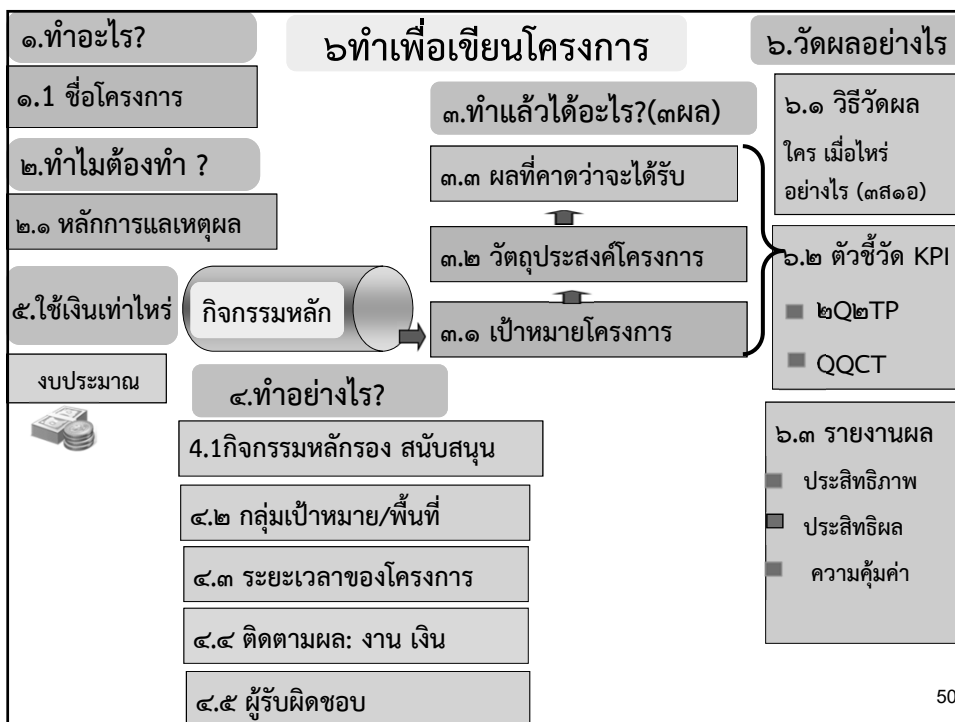 ๖ทำเพื่อเขียนโครงการ
๑.ทำอะไร?
๑.1 ชื่อโครงการ
๒.ทำไมต้องทำ ?
๒.๑ หลักการแลเหตุผล
๓.ทำแล้วได้อะไร?(๓ผล)
๓.๓ ผลที่คาดว่าจะได้รับ
๓.๒ วัตถุประสงค์โครงการ
๓.๑ เป้าหมายโครงการ
กิจกรรมหลัก
๔.ทำอย่างไร?
4.1กิจกรรมหลักรอง สนับสนุน
๔.๒ กลุ่มเป้าหมาย/พื้นที่
๔.๓ ระยะเวลาของโครงการ
๔.๔ ติดตามผล: งาน เงิน
๔.๕ ผู้รับผิดชอบ
๕.ใช้เงินเท่าไหร่
งบประมาณ
๖.วัดผลอย่างไร
๖.๑ วิธีวัดผล
ใคร เมื่อไหร่
อย่างไร (๓ส๑อ)
๖.๒ ตัวชี้วัด KPI
๒Q๒TP
QQCT
๖.๓ รายงานผล
ประสิทธิภาพ
ประสิทธิผล
ความคุ้มค่า
50